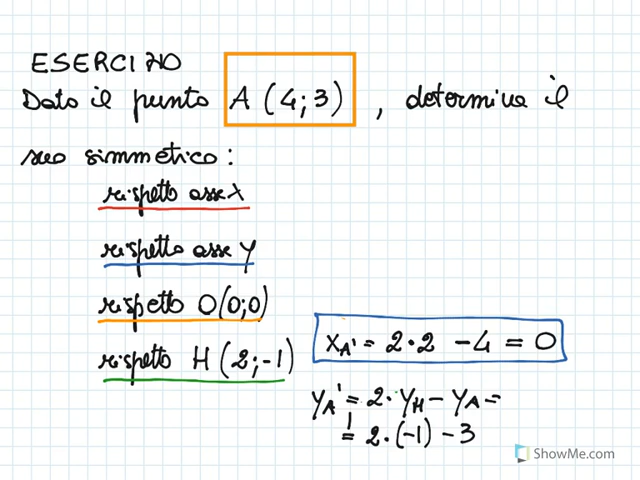 ESERCIZIO
Dato il punto A (4;3) , determina il
suo simmetrico :
rispetto asse x
rispetto asse y
rispetto O(0;0)
rispetto H (2;-1)
xA' = 2·2 - 4 = 0
yA' = 2·yH - yA =
= 2·(-1) - 3
ShowMe.com